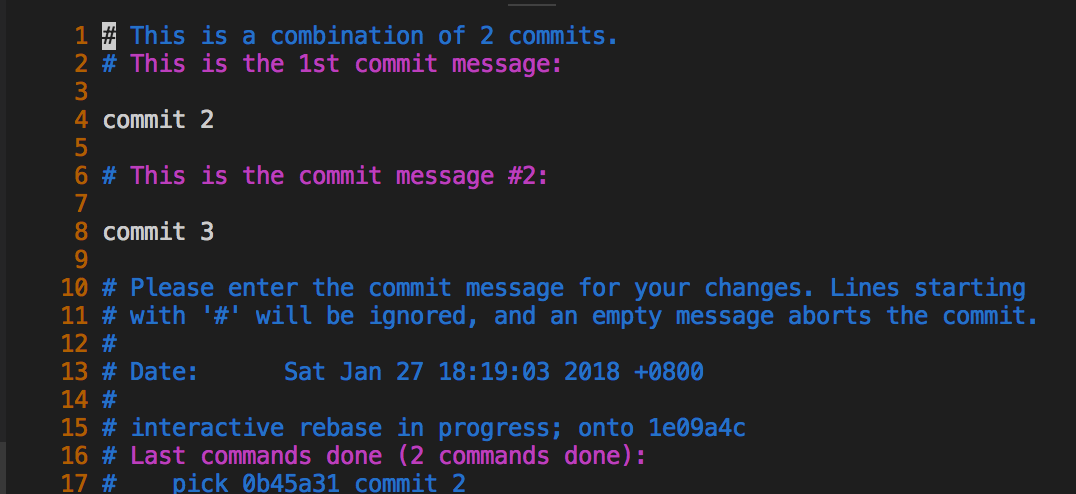 1 # This is a combination of 2 commits.
2 # This is the 1st commit message:
3
4 commit 2
5
6 # This is the commit message #2:
7
8 commit 3
9
10 # Please enter the commit message for your changes. Lines starting
11 # with '#' will be ignored, and an empty message aborts the commit.
12 #
13 # Date:      Sat Jan 27 18:19:03 2018 +0800
14 #
15 # interactive rebase in progress; onto 1e09a4c
16 # Last commands done (2 commands done):
17 #    pick 0b45a31 commit 2